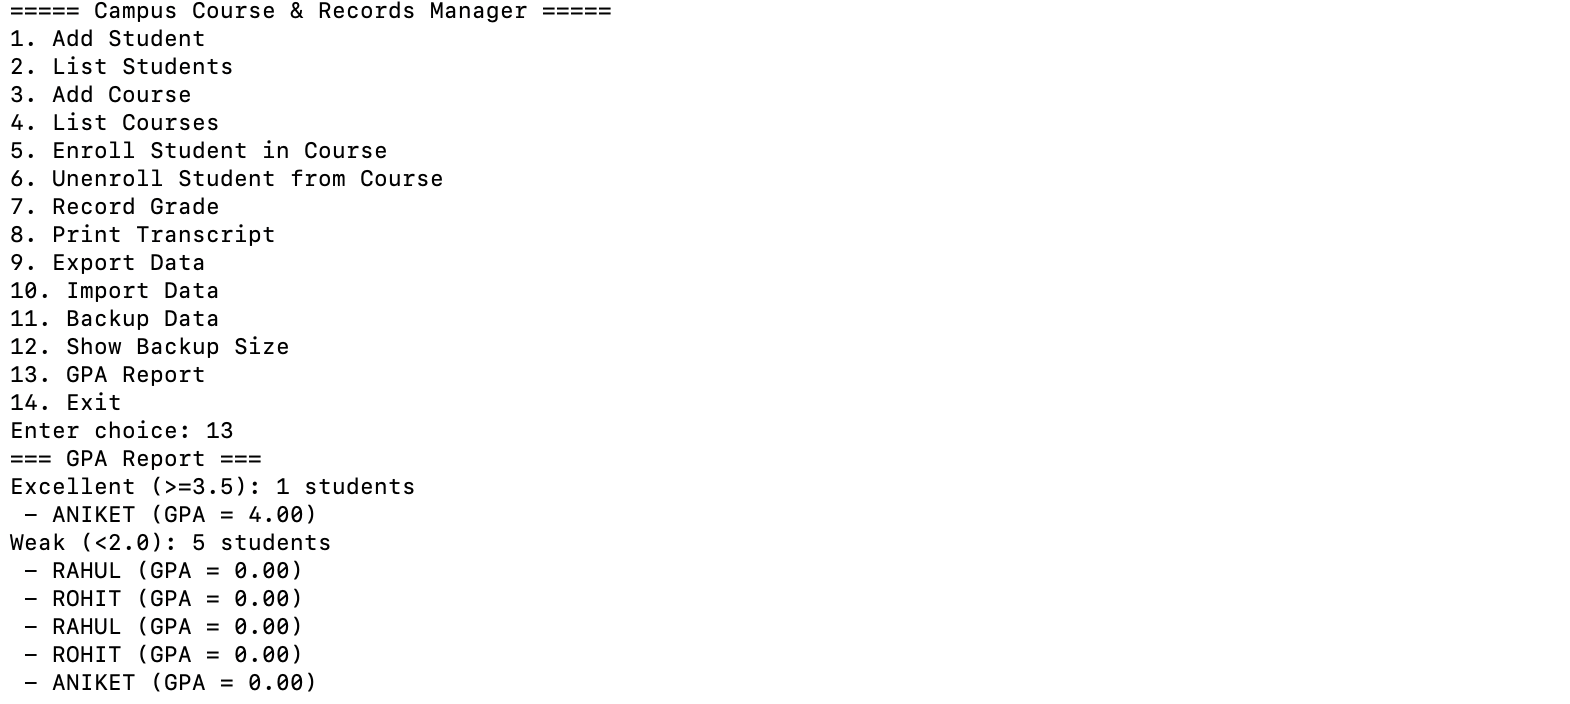 ===== Campus Course & Records Manager =====
1. Add Student
2. List Students
3. Add Course
4. List Courses
5. Enroll Student in Course
6. Unenroll Student from Course
7. Record Grade
8. Print Transcript
9. Export Data
10. Import Data
11. Backup Data
12. Show Backup Size
13. GPA Report
14. Exit
Enter choice: 13
=== GPA Report ===
Excellent (>=3.5): 1 students
 - ANIKET (GPA = 4.00)
Weak (<2.0): 5 students
 - RAHUL (GPA = 0.00)
 - ROHIT (GPA = 0.00)
 - RAHUL (GPA = 0.00)
 - ROHIT (GPA = 0.00)
 - ANIKET (GPA = 0.00)